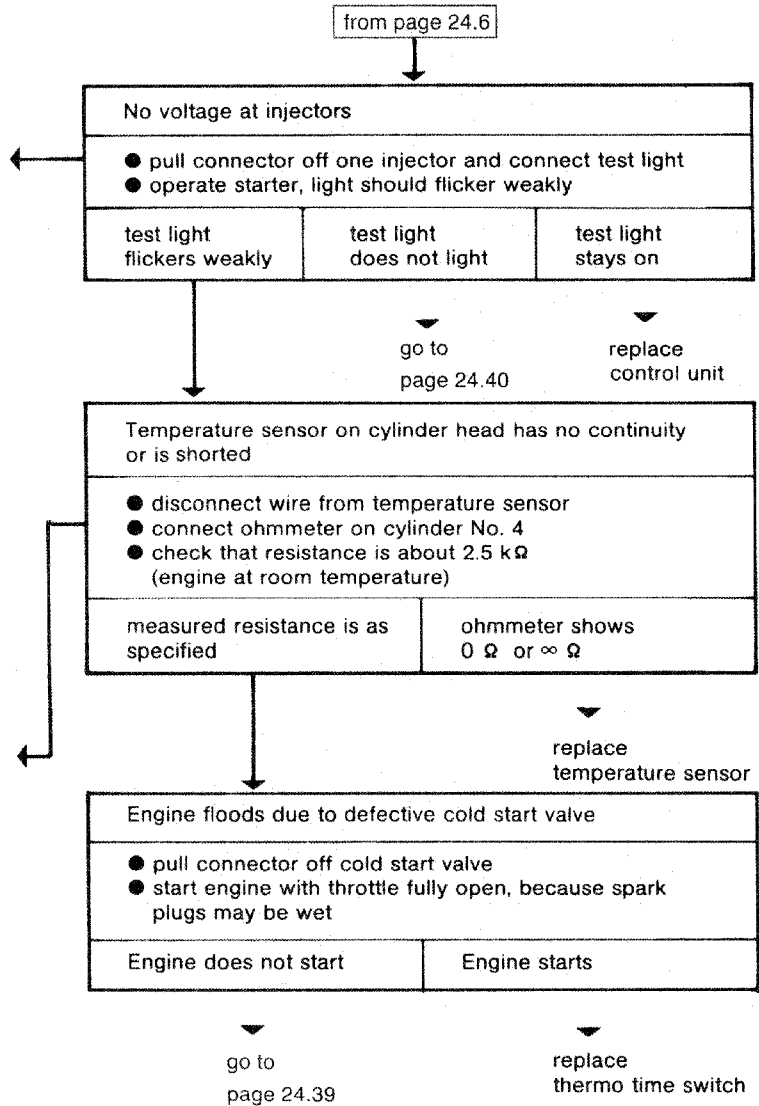 from page 24.6
No voltage at injectors
● pull connector off one injector and connect test light
● operate starter, light should flicker weakly
test light
flickers weakly
test light
does not light
test light
stays on
go to
page 24.40
replace
control unit
Temperature sensor on cylinder head has no continuity
or is shorted
● disconnect wire from temperature sensor
● connect ohmmeter on cylinder No. 4
● check that resistance is about 2.5 kΩ
(engine at room temperature)
measured resistance is as
specified
ohmmeter shows
0 Ω or ∞ Ω
replace
temperature sensor
Engine floods due to defective cold start valve
● pull connector off cold start valve
● start engine with throttle fully open, because spark
plugs may be wet
Engine does not start
Engine starts
go to
page 24.39
replace
thermo time switch